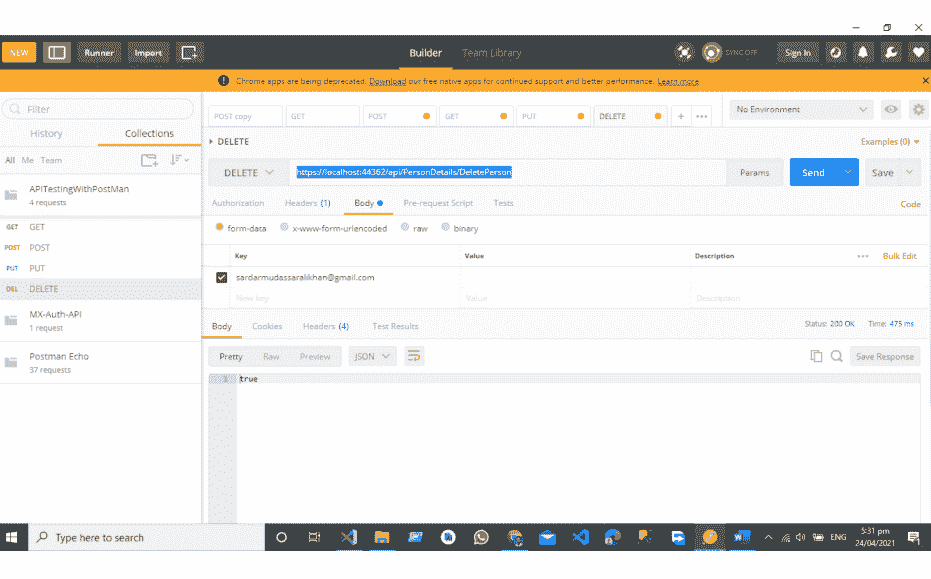 NEW Runner Import Builder Team Library SYNC OFF Sign In
Chrome apps are being deprecated. Download our free native apps for continued support and better performance. Learn more
Filter
History Collections
All Me Team
APITestingWithPostMan
4 requests
GET GET
POST POST
PUT PUT
DEL DELETE
MX-Auth-API
1 request
Postman Echo
37 requests
POST copy GET POST GET PUT DELETE No Environment
DELETE Examples (0)
DELETE https://localhost:44362/api/PersonDetails/DeletePerson Params Send Save
Authorization Headers (1) Body Pre-request Script Tests Code
form-data x-www-form-urlencoded raw binary
Key Value Description Bulk Edit
sardarmudassaralikhan@gmail.com
New key Value Description
Body Cookies Headers (4) Test Results Status: 200 OK Time: 475 ms
Pretty Raw Preview JSON Save Response
1 true
Type here to search ENG 5:31 pm
24/04/2021